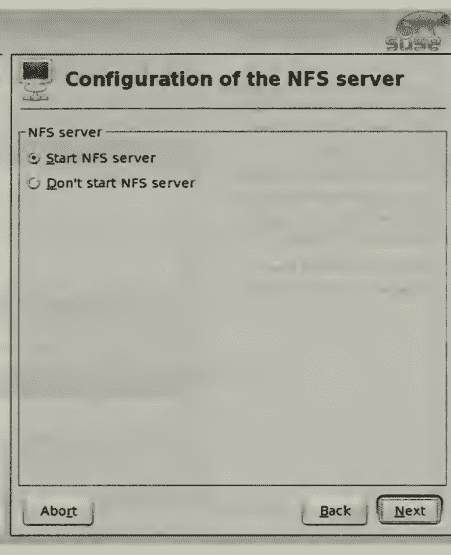 SUSE
Configuration of the NFS server
NFS server
Start NFS server
Don't start NFS server
Abort
Back
Next